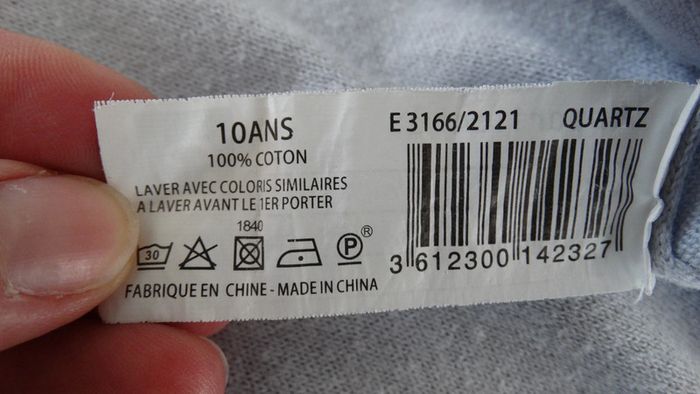 10ANS
100% COTON
LAVER AVEC COLORIS SIMILAIRES
A LAVER AVANT LE 1ER PORTER
1840
30
P®
FABRIQUE EN CHINE - MADE IN CHINA
E 3166/2121 QUARTZ
3 612300 142327